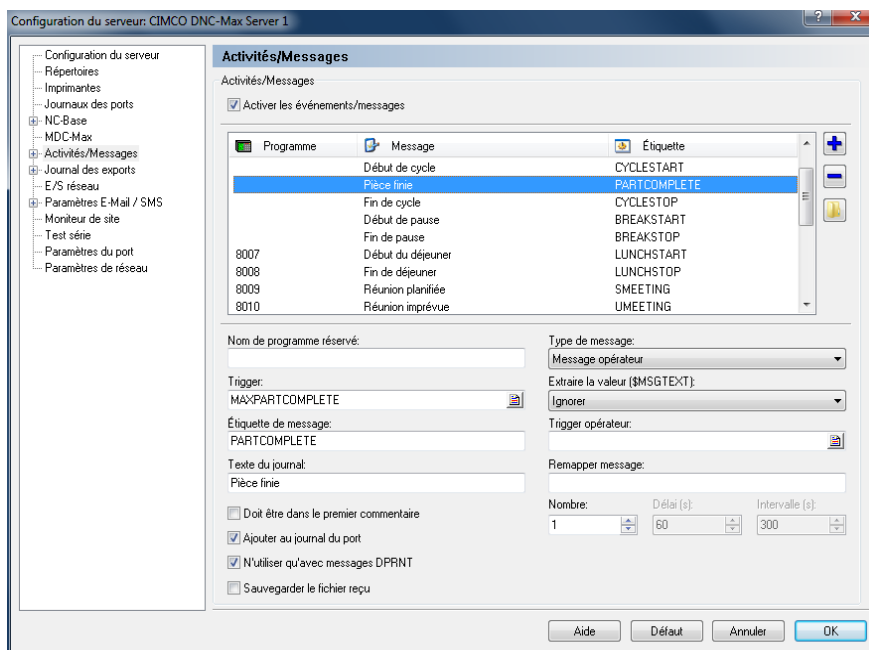 Configuration du serveur: CIMCO DNC-Max Server 1
Configuration du serveur
Répertoires
Imprimantes
Journaux des ports
NC-Base
MDC-Max
Activités/Messages
Journal des exports
E/S réseau
Paramètres E-Mail / SMS
Moniteur de site
Test série
Paramètres du port
Paramètres de réseau
Activités/Messages
Activités/Messages
Activer les événements/messages
Programme Message Étiquette
Début de cycle CYCLESTART
Pièce finie PARTCOMPLETE
Fin de cycle CYCLESTOP
Début de pause BREAKSTART
Fin de pause BREAKSTOP
8007 Début du déjeuner LUNCHSTART
8008 Fin de déjeuner LUNCHSTOP
8009 Réunion planifiée SMEETING
8010 Réunion imprévue UMEETING
Nom de programme réservé: Type de message:
Message opérateur
Trigger: Extraire la valeur ($MSGTEXT):
MAXPARTCOMPLETE Ignorer
Étiquette de message: Trigger opérateur:
PARTCOMPLETE
Texte du journal: Remapper message:
Pièce finie
Nombre: Délai (s): Intervalle (s):
1 60 300
Doit être dans le premier commentaire
Ajouter au journal du port
N'utiliser qu'avec messages DPRNT
Sauvegarder le fichier reçu
Aide Défaut Annuler OK